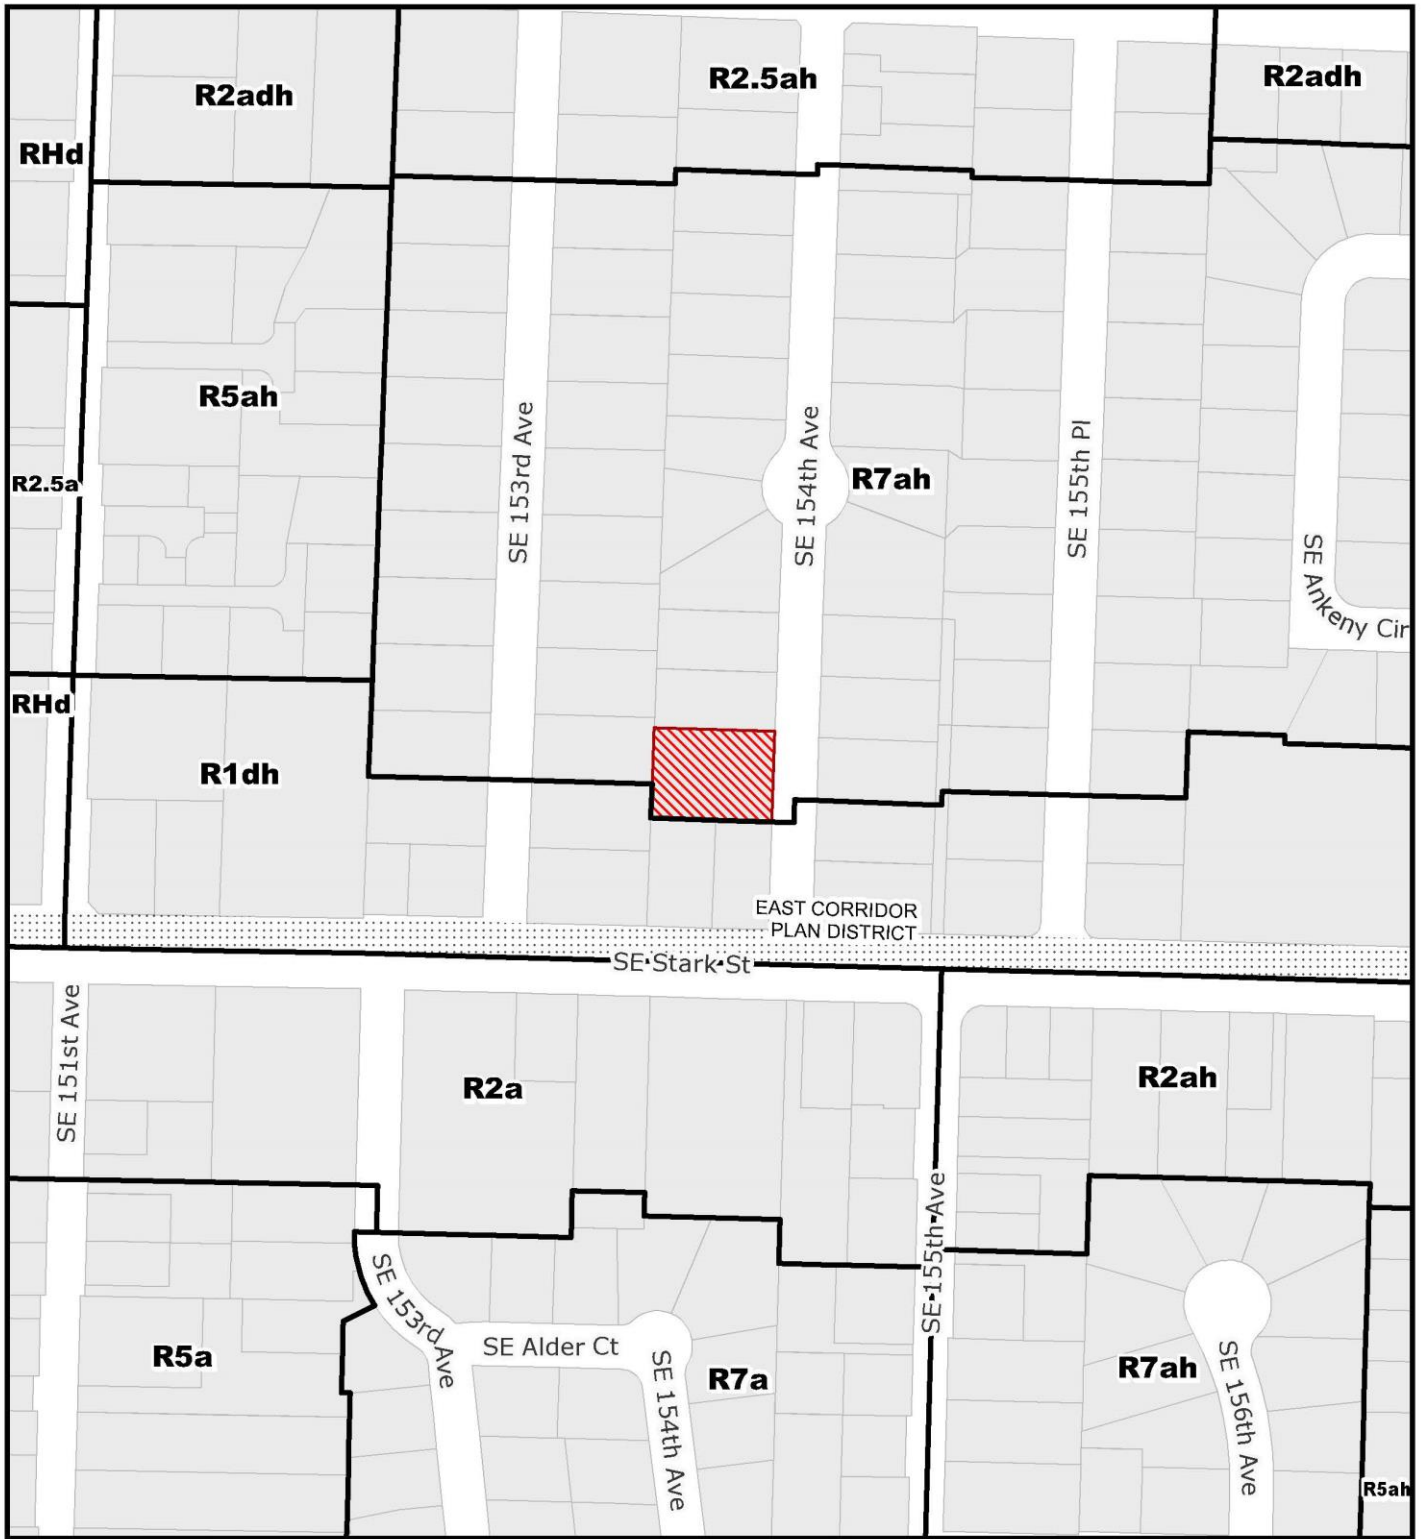 R2.5ah
R2adh
R2adh
RHd
R5ah
SE 153rd Ave
SE 154th Ave
R7ah
SE 155th Pl
R2.5a
SE Ankeny Cir
RHd
R1dh
EAST CORRIDOR
PLAN DISTRICT
SE Stark St
SE 151st Ave
R2a
R2ah
SE 155th Ave
SE 153rd Ave
SE Alder Ct
R5a
SE 154th Ave
R7a
R7ah
SE 156th Ave
R5ah